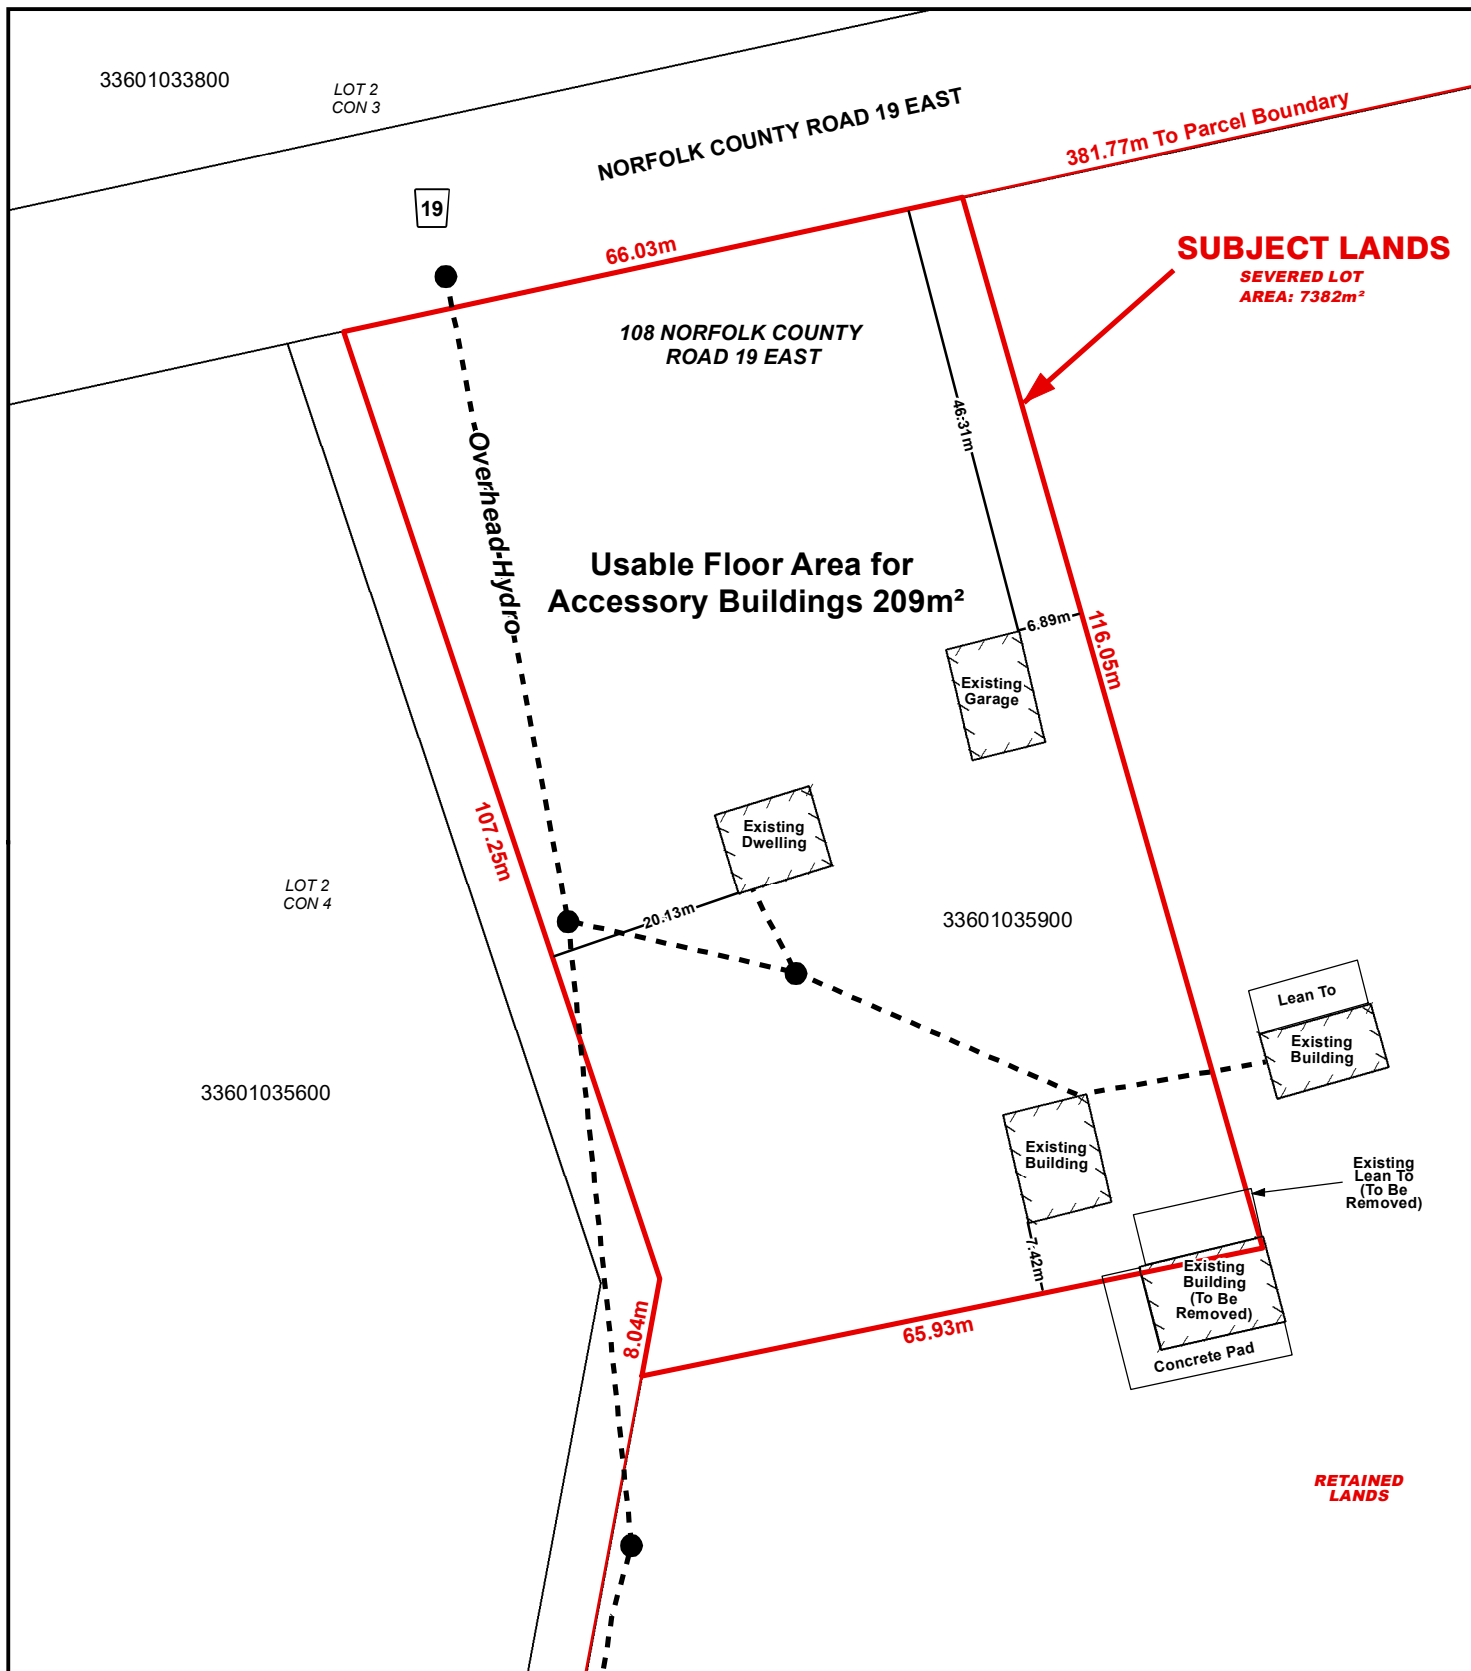 33601033800
LOT 2
CON 3
NORFOLK COUNTY ROAD 19 EAST
381.77m To Parcel Boundary
19
66.03m
SUBJECT LANDS
SEVERED LOT
AREA: 7382m²
108 NORFOLK COUNTY
ROAD 19 EAST
46.31m
Overhead Hydro
Usable Floor Area for
Accessory Buildings 209m²
6.89m
116.05m
Existing
Garage
107.25m
Existing
Dwelling
LOT 2
CON 4
20.13m
33601035900
Lean To
Existing
Building
33601035600
Existing
Building
Existing
Lean To
(To Be
Removed)
7.42m
Existing
Building
(To Be
Removed)
8.04m
65.93m
Concrete Pad
RETAINED
LANDS